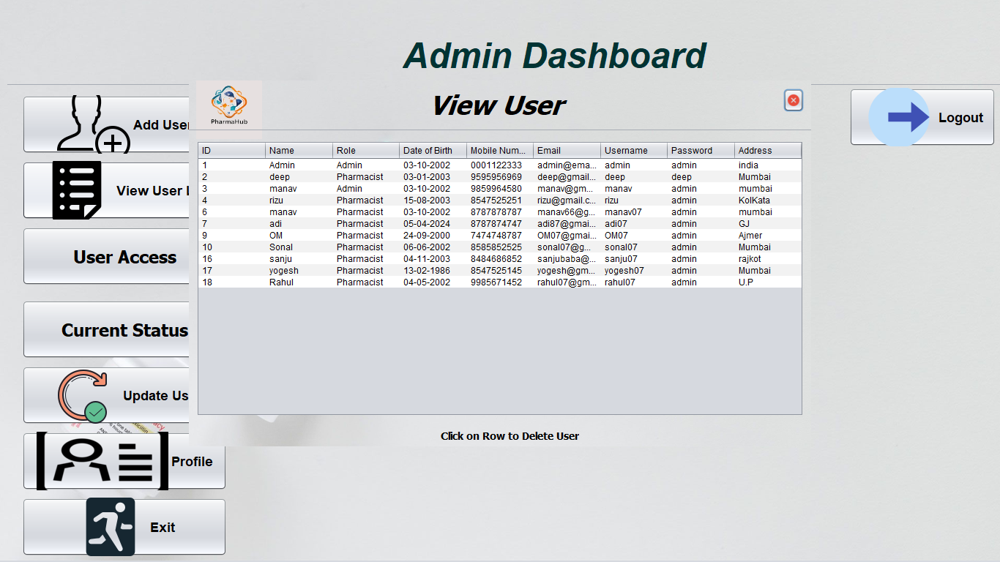 Admin Dashboard
PharmaHub
View User
Logout
Add User
View User
User Access
Current Status
Update Us
Profile
Exit
ID Name Role Date of Birth Mobile Num... Email Username Password Address
1 Admin Admin 03-10-2002 0001122333 admin@ema... admin admin india
2 deep Pharmacist 03-01-2003 9595956969 deep@gmail... deep deep Mumbai
3 manav Admin 03-10-2002 9859964580 manav@gm... manav admin mumbai
4 rizu Pharmacist 15-08-2003 8547525251 rizu@gmail.c... rizu admin KolKata
6 manav Pharmacist 03-10-2002 8787878787 manav66@g... manav07 admin mumbai
7 adi Pharmacist 05-04-2024 8787874747 adi87@gmai... adi07 admin GJ
9 OM Pharmacist 24-09-2000 7474748787 OM07@gmai... OM07 admin Ajmer
10 Sonal Pharmacist 06-06-2002 8585852525 sonal07@g... sonal07 admin Mumbai
16 sanju Pharmacist 04-11-2003 8484686852 sanjubaba@... sanju07 admin rajkot
17 yogesh Pharmacist 13-02-1986 8547525145 yogesh@gm... yogesh07 admin Mumbai
18 Rahul Pharmacist 04-05-2002 9985671452 rahul07@gm... rahul07 admin U.P
Click on Row to Delete User